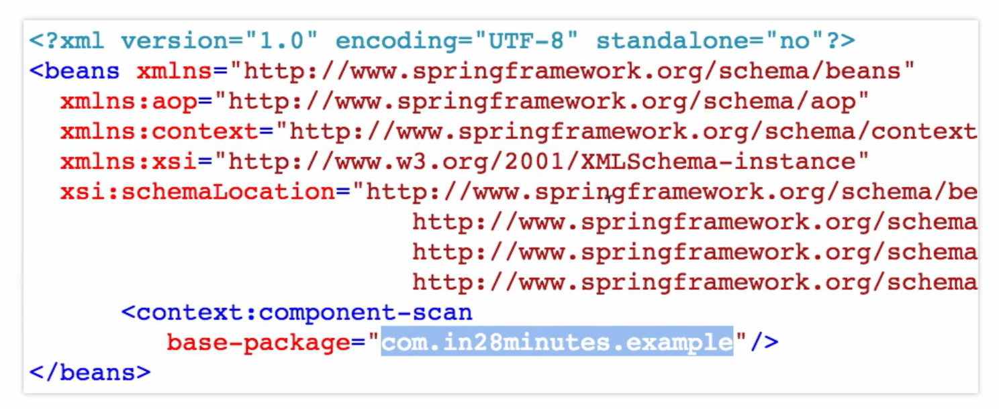 <?xml version="1.0" encoding="UTF-8" standalone="no"?>
<beans xmlns="http://www.springframework.org/schema/beans"
xmlns:aop="http://www.springframework.org/schema/aop"
xmlns:context="http://www.springframework.org/schema/context
xmlns:xsi="http://www.w3.org/2001/XMLSchema-instance"
xsi:schemaLocation="http://www.springframework.org/schema/be
http://www.springframework.org/schema
http://www.springframework.org/schema
http://www.springframework.org/schema
<context:component-scan
base-package="com.in28minutes.example"/>
</beans>